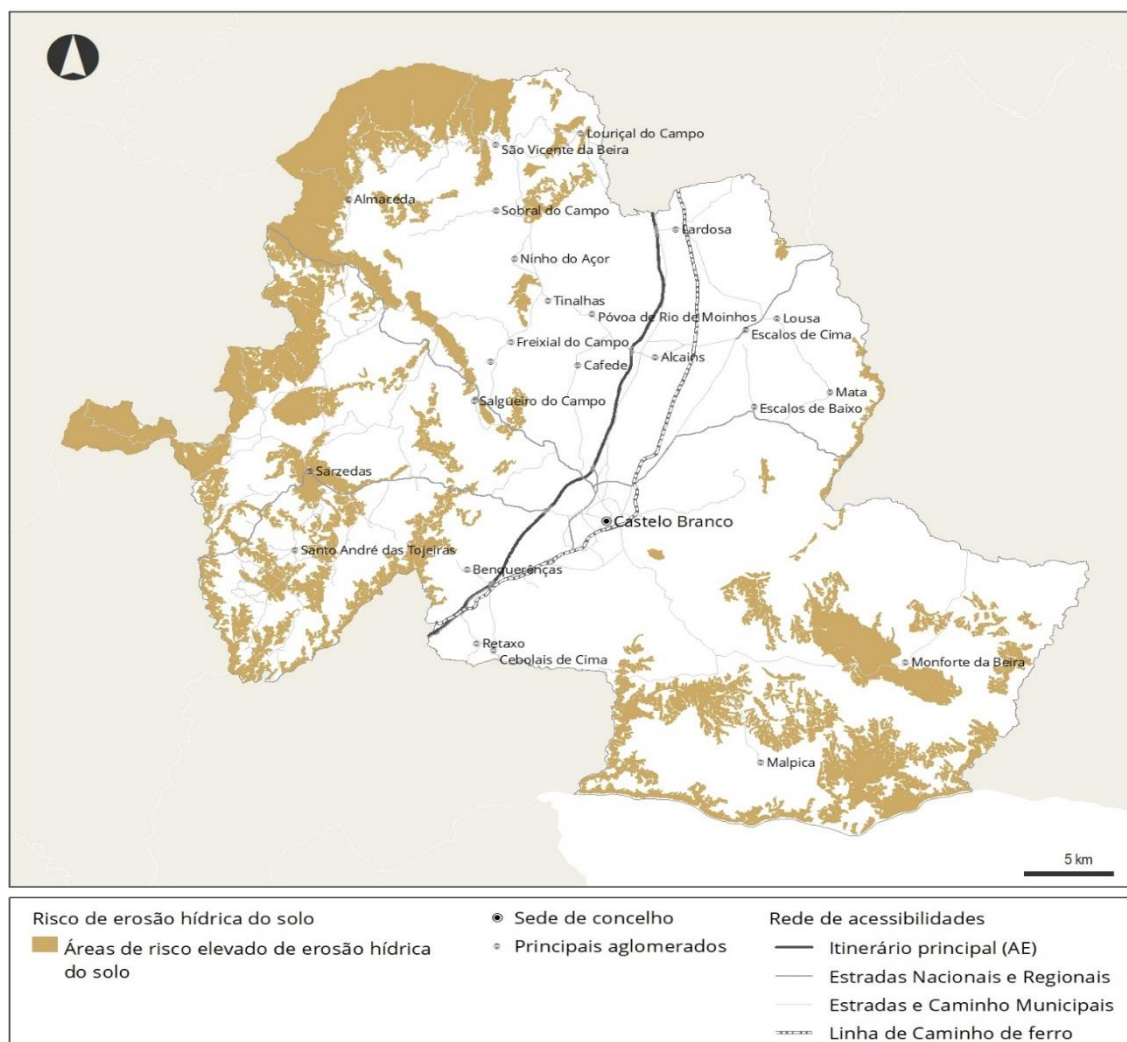 Louriçal do Campo
São Vicente da Beira
Almaceda
Sobral do Campo
Lardosa
Ninho do Açor
Tinalhas
Póvoa de Rio de Moinhos
Lousa
Escalos de Cima
Freixial do Campo
Alcains
Cafede
Mata
Salgueiro do Campo
Escalos de Baixo
Sarzedas
Castelo Branco
Santo André das Tojeiras
Benquerenças
Retaxo
Cebolais de Cima
Monforte da Beira
Malpica
5 km
Risco de erosão hídrica do solo
Áreas de risco elevado de erosão hídrica
do solo
Sede de concelho
Principais aglomerados
Rede de acessibilidades
Itinerário principal (AE)
Estradas Nacionais e Regionais
Estradas e Caminho Municipais
Linha de Caminho de ferro